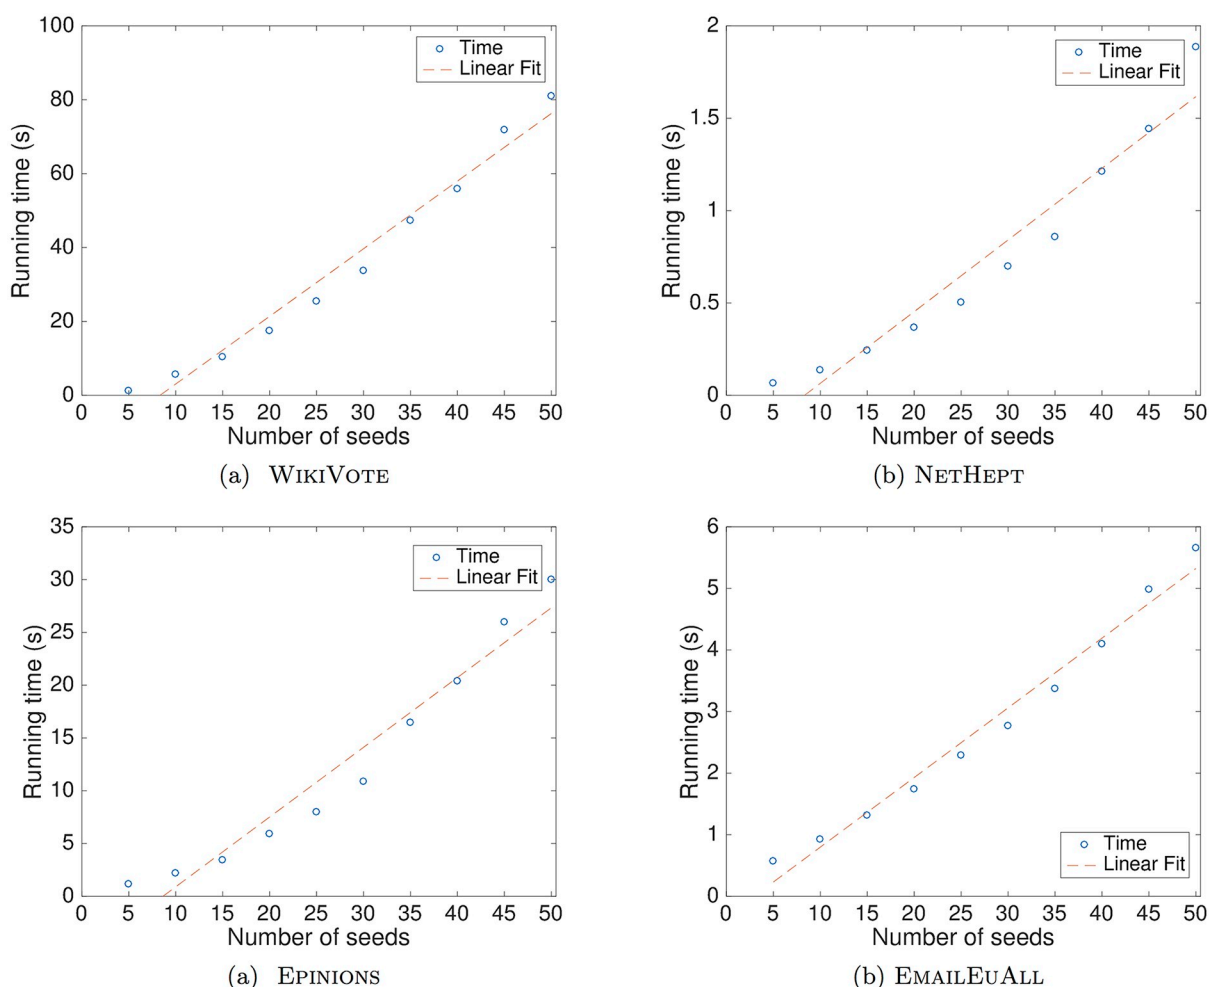 100
80
60
40
20
0
Running time (s)
Time
Linear Fit
0 5 10 15 20 25 30 35 40 45 50
Number of seeds
(a) WIKIVOTE
2
1.5
1
0.5
0
Running time (s)
Time
Linear Fit
0 5 10 15 20 25 30 35 40 45 50
Number of seeds
(b) NETHEPT
35
30
25
20
15
10
5
0
Running time (s)
Time
Linear Fit
0 5 10 15 20 25 30 35 40 45 50
Number of seeds
(a) EPINIONS
6
5
4
3
2
1
0
Running time (s)
Time
Linear Fit
0 5 10 15 20 25 30 35 40 45 50
Number of seeds
(b) EMAILEUALL